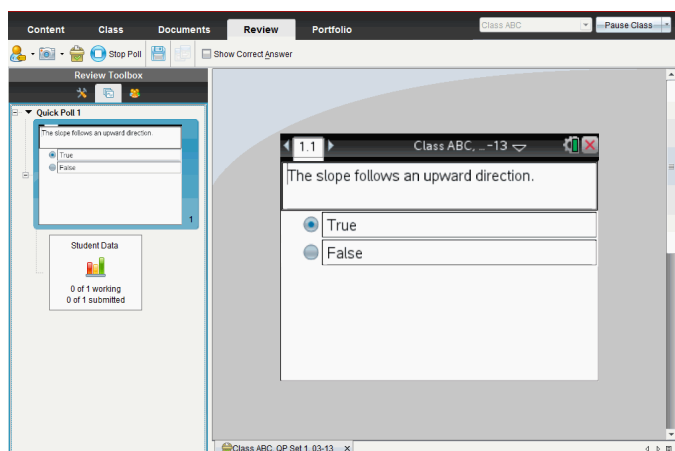 Content Class Documents Review Portfolio Class ABC Pause Class
Stop Poll Show Correct Answer
Review Toolbox
Quick Poll 1
The slope follows an upward direction.
True
False
1
Student Data
0 of 1 working
0 of 1 submitted
1.1 Class ABC, ...-13
The slope follows an upward direction.
True
False
Class ABC, QP Set 1, 03-13